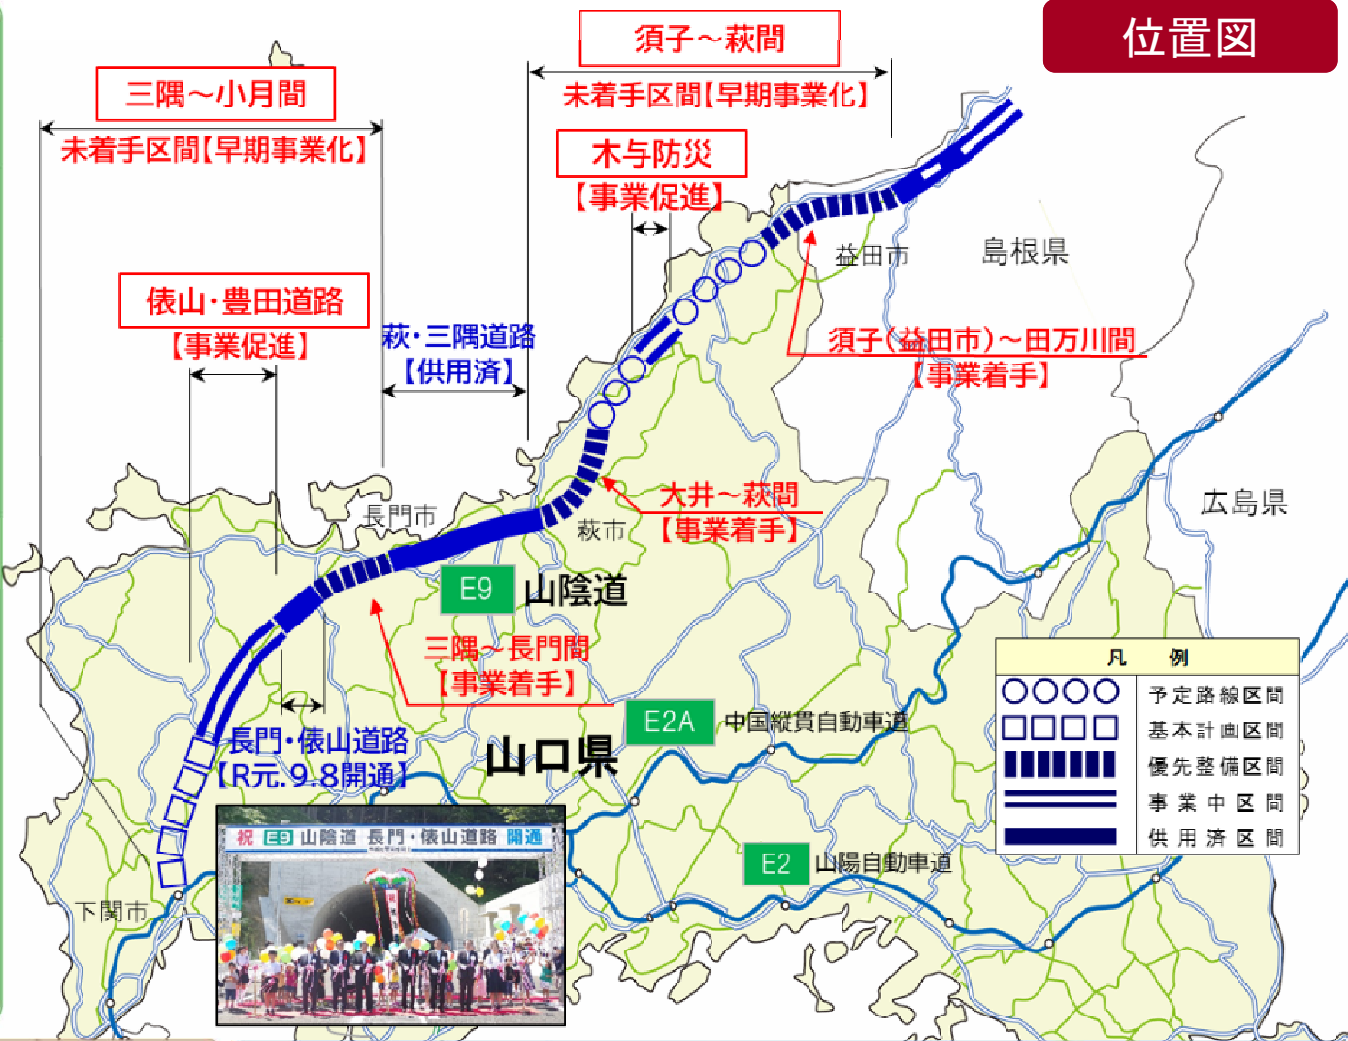 位置図
須子～萩間
未着手区間【早期事業化】
三隅～小月間
未着手区間【早期事業化】
木与防災
【事業促進】
益田市
島根県
俵山・豊田道路
【事業促進】
萩・三隅道路
【供用済】
須子（益田市）～田万川間
【事業着手】
大井～萩間
【事業着手】
長門市
萩市
広島県
E9 山陰道
三隅～長門間
【事業着手】
長門・俵山道路
【R元.9.8開通】
山口県
E2A 中国縦貫自動車道
E2 山陽自動車道
下関市
凡 例
予定路線区間
基本計画区間
優先整備区間
事業中区間
供用済区間
祝 E9 山陰道 長門・俵山道路 開通